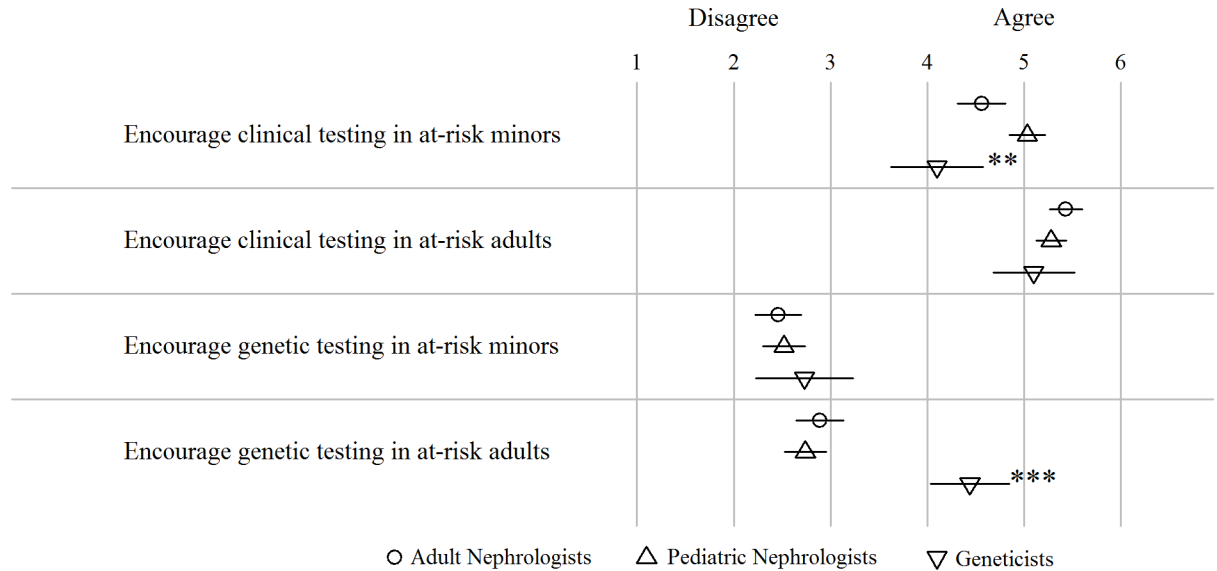 Disagree Agree
1 2 3 4 5 6
Encourage clinical testing in at-risk minors
**
Encourage clinical testing in at-risk adults
Encourage genetic testing in at-risk minors
Encourage genetic testing in at-risk adults
***
Adult Nephrologists Pediatric Nephrologists Geneticists